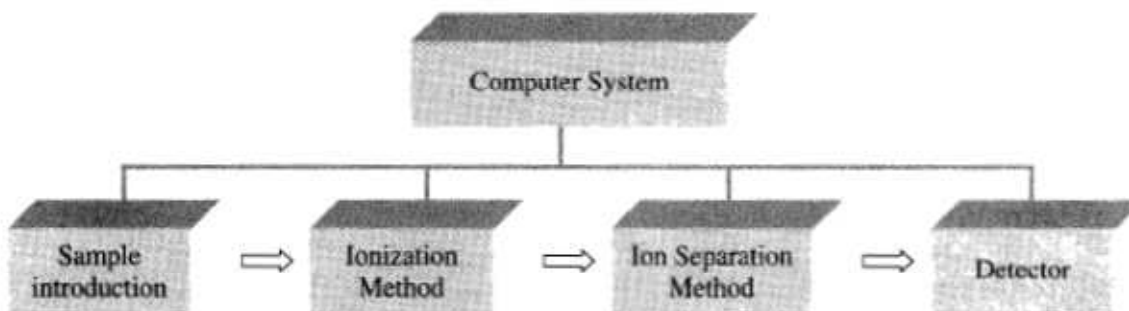 Computer System
Sample
introduction
Ionization
Method
Ion Separation
Method
Detector